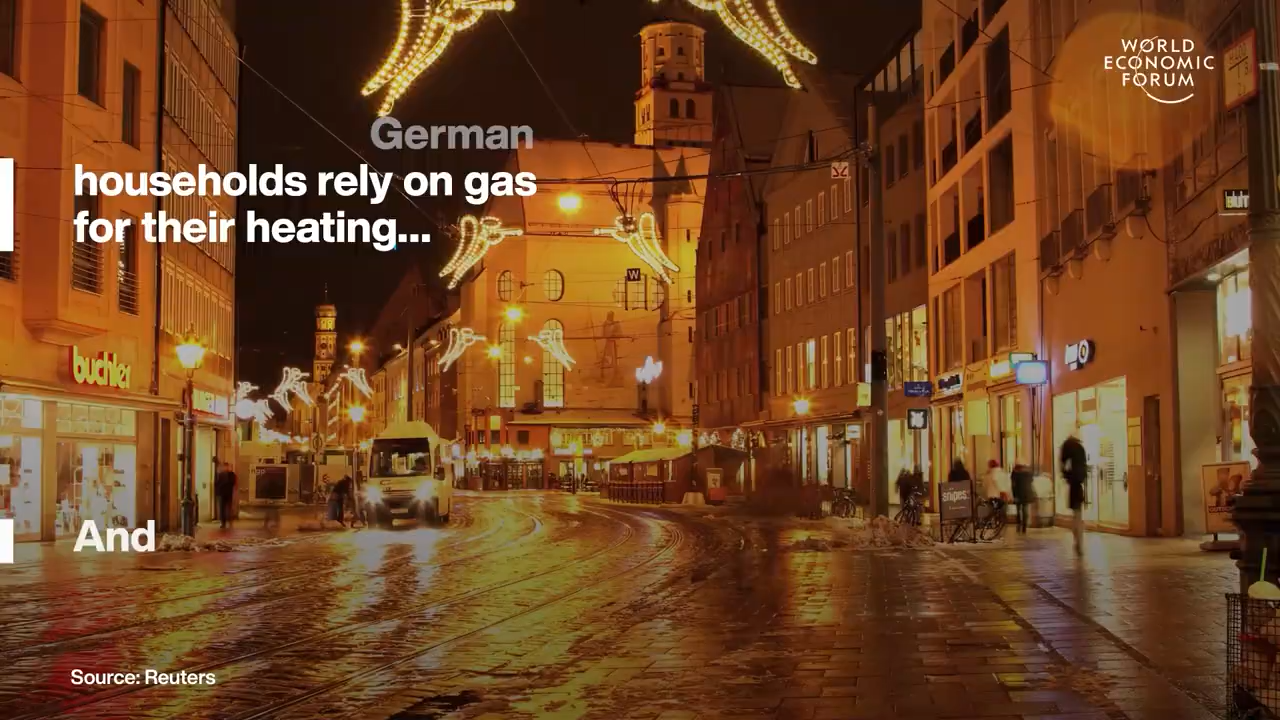 WORLD
ECONOMIC
FORUM
German
households rely on gas
for their heating...
W
buchler
snipes
And
Source: Reuters